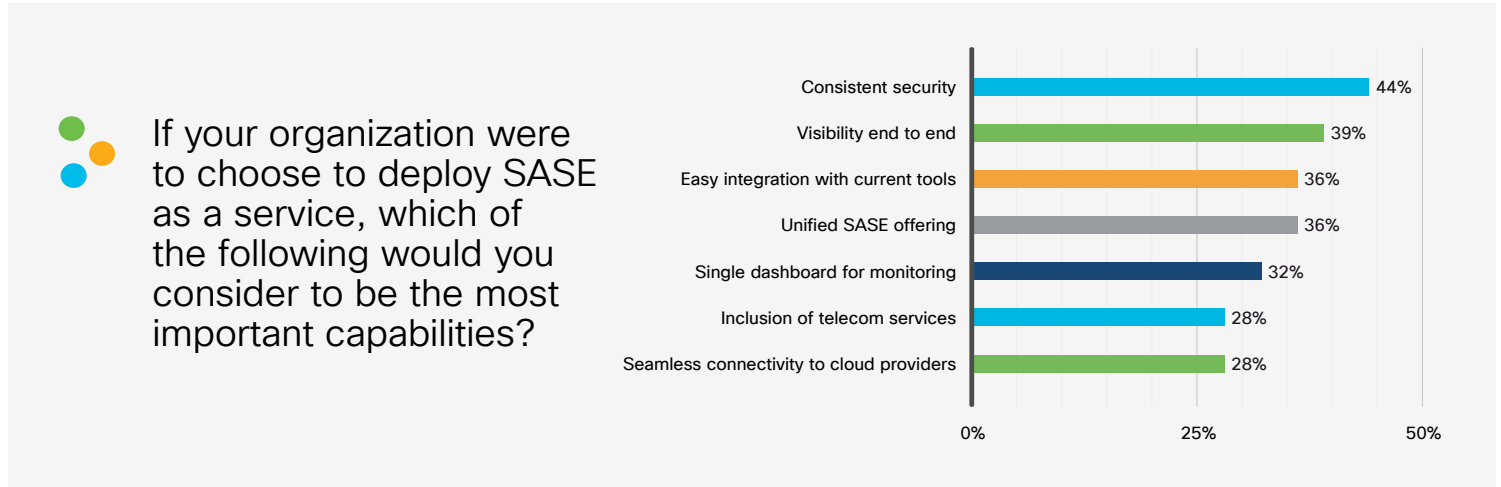 If your organization were
to choose to deploy SASE
as a service, which of
the following would you
consider to be the most
important capabilities?
Consistent security 44%
Visibility end to end 39%
Easy integration with current tools 36%
Unified SASE offering 36%
Single dashboard for monitoring 32%
Inclusion of telecom services 28%
Seamless connectivity to cloud providers 28%
0% 25% 50%